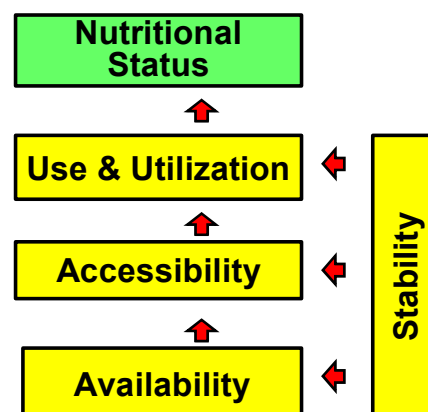 Nutritional
Status
Use & Utilization
Accessibility
Stability
Availability